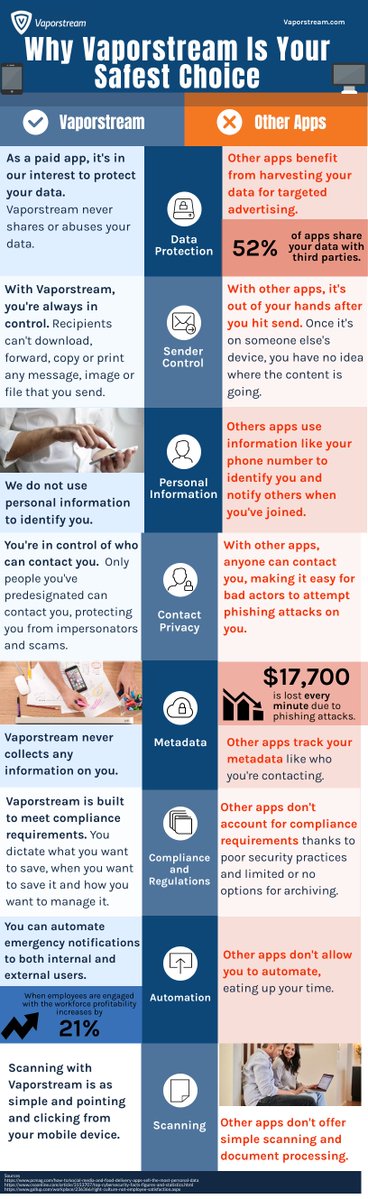 Vaporstream
Vaporstream.com
Why Vaporstream Is Your
Safest Choice
Vaporstream
Other Apps
As a paid app, it's in
our interest to protect
your data.
Vaporstream never
shares or abuses your
data.
Data
Protection
Other apps benefit
from harvesting your
data for targeted
advertising.
52%
of apps share
your data with
third parties.
With Vaporstream,
you're always in
control. Recipients
can't download,
forward, copy or print
any message, image or
file that you send.
Sender
Control
With other apps, it's
out of your hands after
you hit send. Once it's
on someone else's
device, you have no idea
where the content is
going.
We do not use
personal information
to identify you.
Personal
Information
Others apps use
information like your
phone number to
identify you and
notify others when
you've joined.
You're in control of who
can contact you. Only
people you've
predesignated can
contact you, protecting
you from impersonators
and scams.
Contact
Privacy
With other apps,
anyone can contact
you, making it easy for
bad actors to attempt
phishing attacks on
you.
Vaporstream never
collects any
information on you.
Metadata
$17,700
is lost every
minute due to
phishing attacks.
Other apps track your
metadata like who
you're contacting.
Vaporstream is built
to meet compliance
requirements. You
dictate what you want
to save, when you want
to save it and how you
want to manage it.
Compliance
and
Regulations
Other apps don't
account for compliance
requirements thanks to
poor security practices
and limited or no
options for archiving.
You can automate
emergency notifications
to both internal and
external users.
When employees are engaged
with the workforce profitability
increases by
21%
Automation
Other apps don't allow
you to automate,
eating up your time.
Scanning with
Vaporstream is as
simple and pointing
and clicking from
your mobile device.
Scanning
Other apps don't offer
simple scanning and
document processing.
Sources